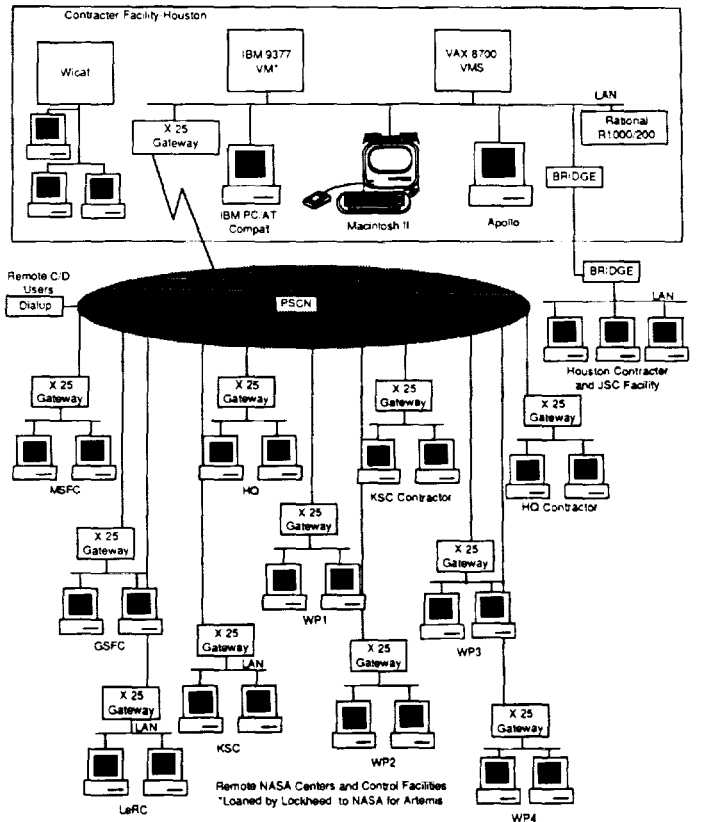 Contracter Facility-Houston
Wicat
IBM 9377
VM*
VAX 8700
VMS
LAN
X 25
Gateway
Rational
R1000/200
IBM PC/AT
Compat
Macintosh II
Apollo
BRIDGE
Remote C/D
Users
Dialup
PSCN
BRIDGE
LAN
Houston Contracter
and JSC Facility
X 25
Gateway
MSFC
X 25
Gateway
HQ
X 25
Gateway
KSC Contractor
X 25
Gateway
HQ Contractor
X 25
Gateway
GSFC
X 25
Gateway
WP1
X 25
Gateway
WP3
X 25
Gateway
LAN
KSC
X 25
Gateway
WP2
X 25
Gateway
LAN
LeRC
X 25
Gateway
WP4
Remote NASA Centers and Control Facilities
*Loaned by Lockheed to NASA for Artemis